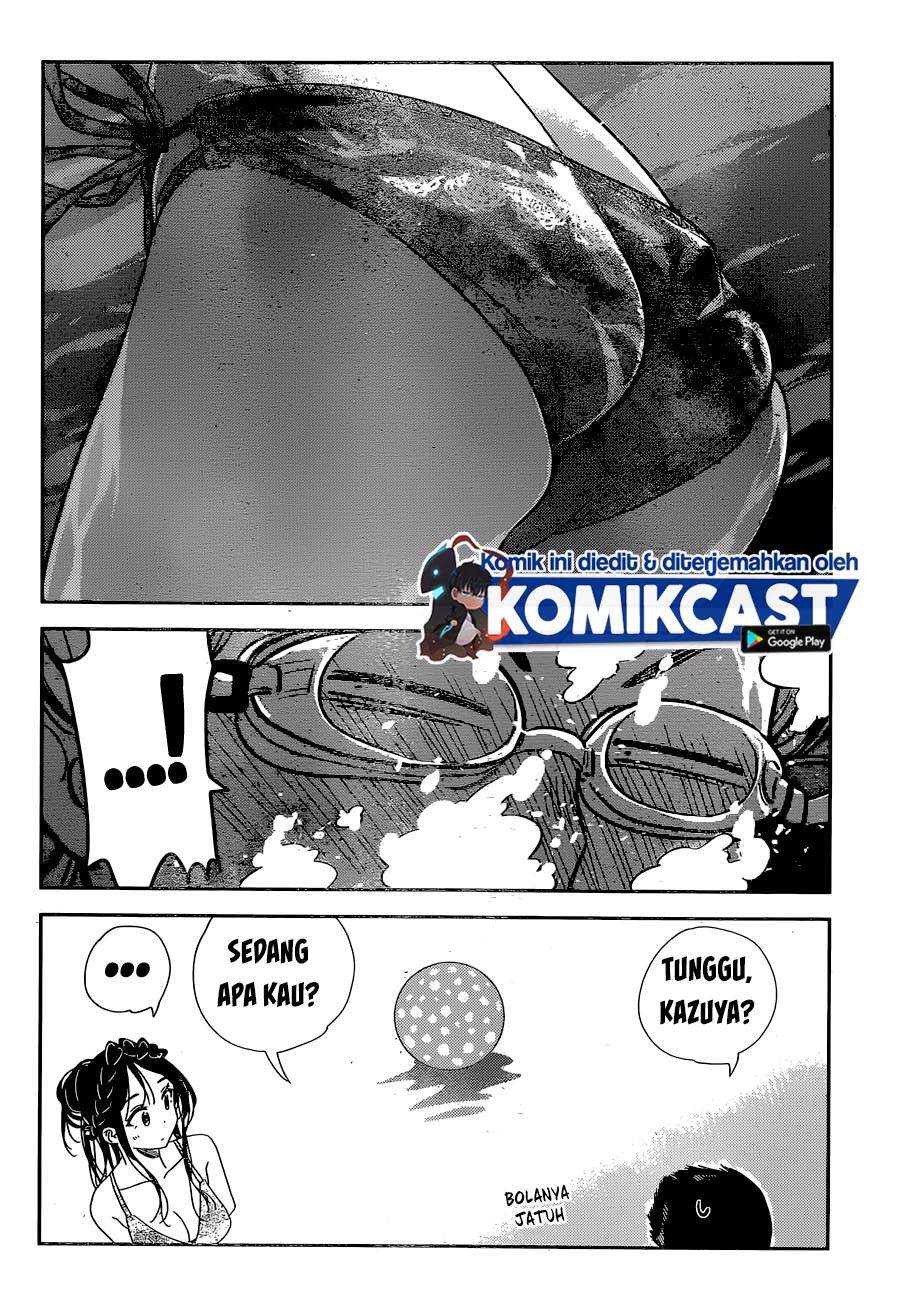 Komik ini diedit & diterjemahkan oleh
KOMIKCAST
GET IT ON
Google Play
....!
...
SEDANG
APA KAU?
TUNGGU,
KAZUYA?
BOLANYA
JATUH